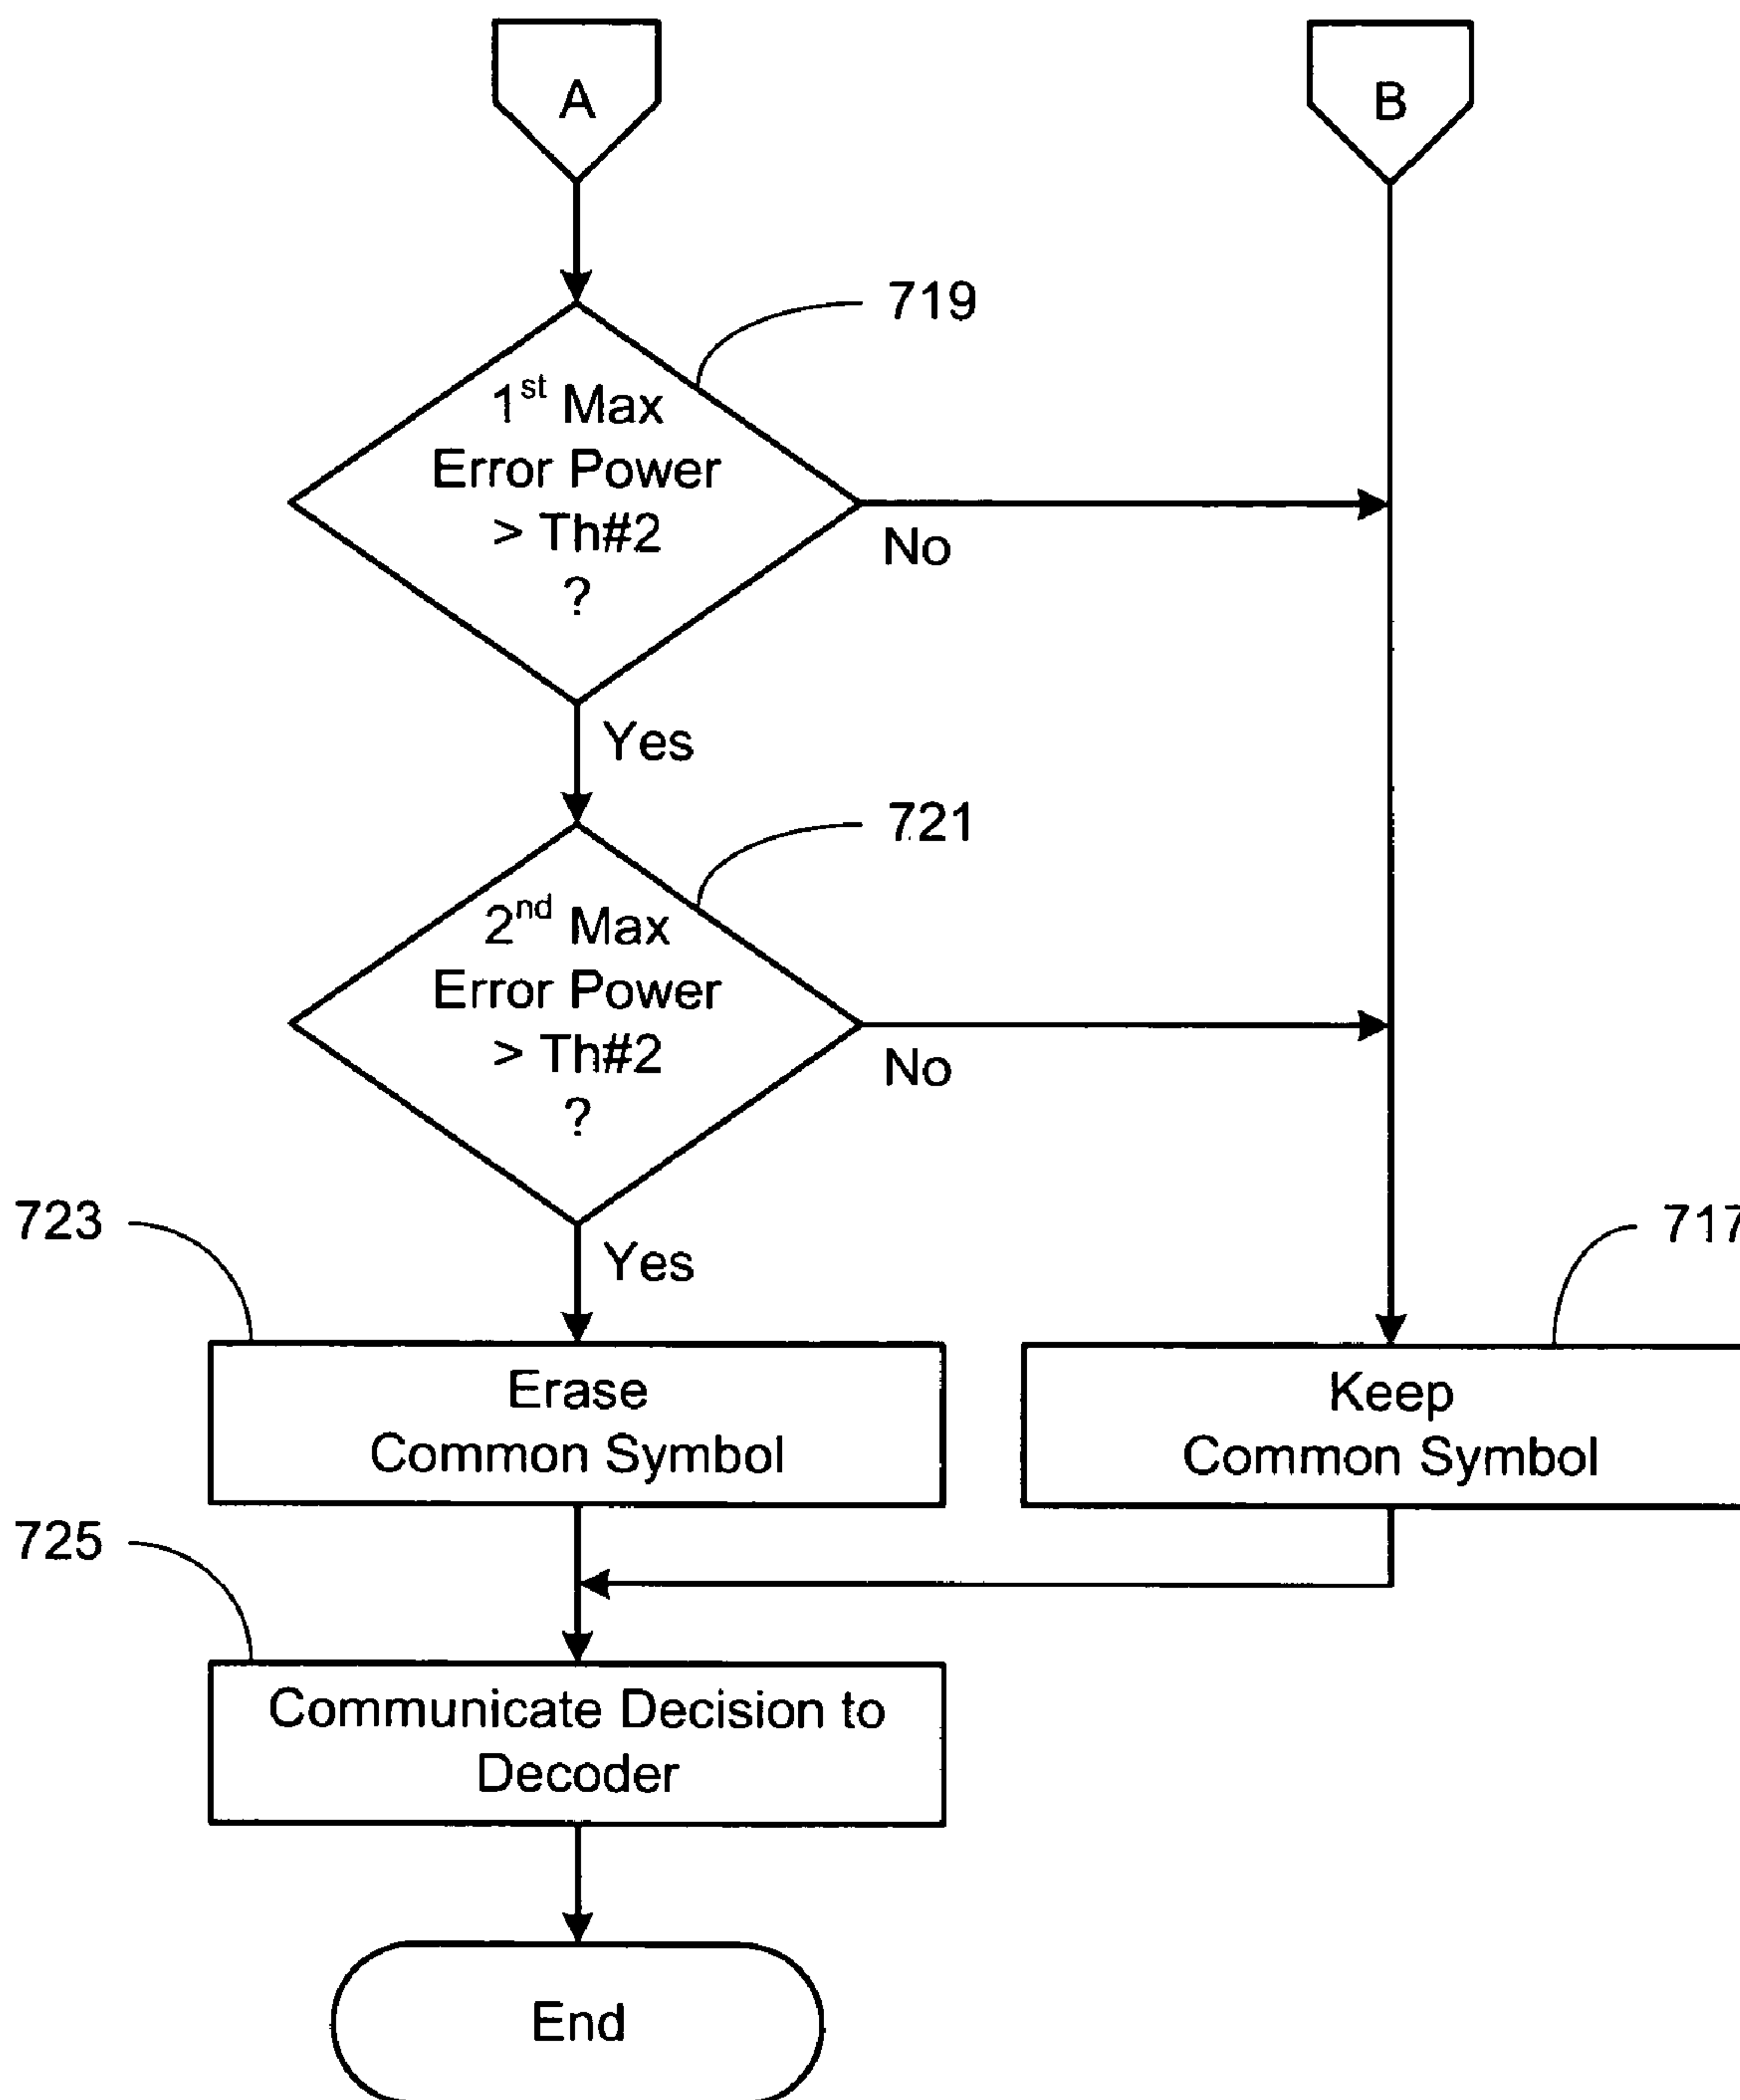 A
B
719
1st Max
Error Power
> Th#2
?
No
Yes
721
2nd Max
Error Power
> Th#2
?
No
Yes
723
717
Erase
Common Symbol
Keep
Common Symbol
725
Communicate Decision to
Decoder
End